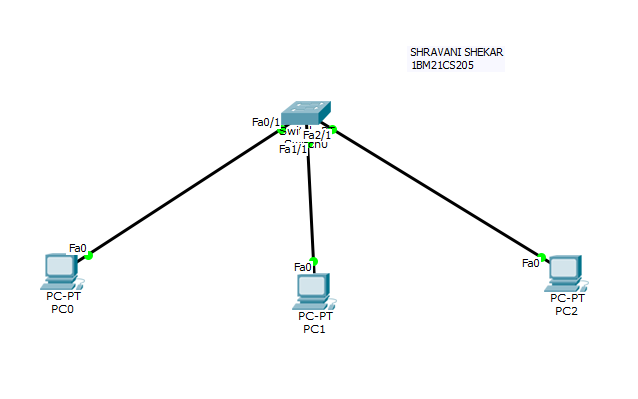 SHRAVANI SHEKAR
1BM21CS205
Fa0/1
Fa2/1
Fa1/1
Fa0
PC-PT
PC0
Fa0
PC-PT
PC1
Fa0
PC-PT
PC2